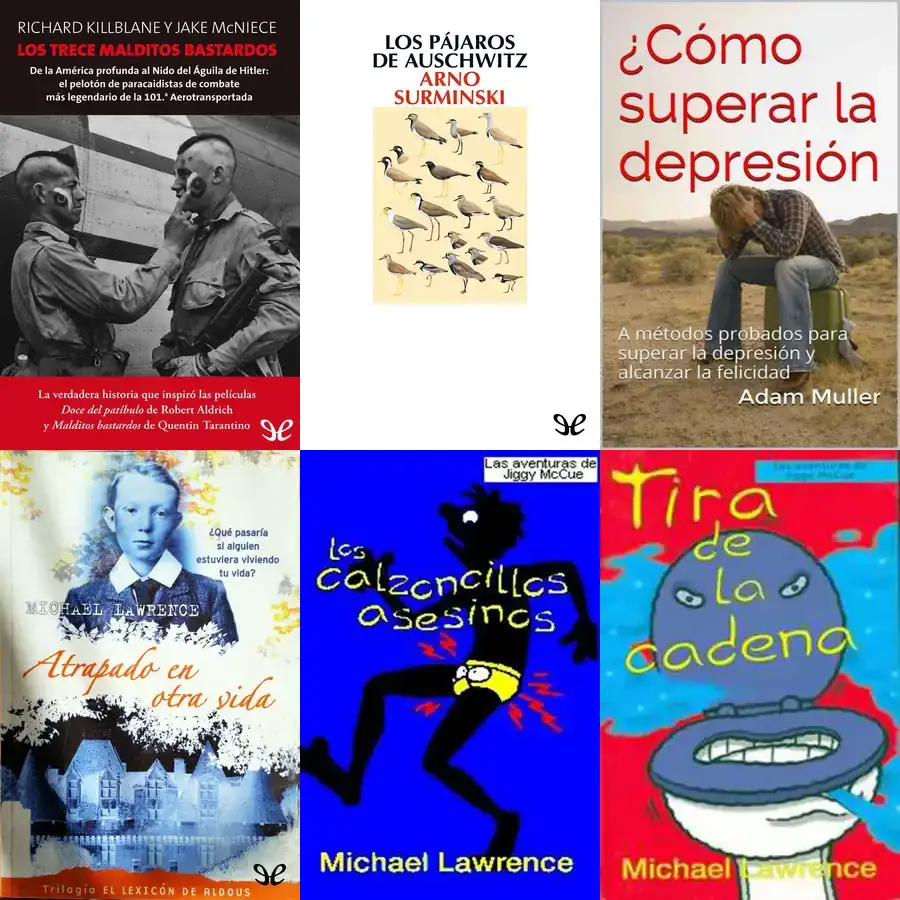 RICHARD KILLBLANE Y JAKE McNIECE
LOS TRECE MALDITOS BASTARDOS
De la América profunda al Nido del Águila de Hitler:
el pelotón de paracaidistas de combate
más legendario de la 101.ª Aerotransportada
La verdadera historia que inspiró las películas
Doce del patíbulo de Robert Aldrich
y Malditos bastardos de Quentin Tarantino
LOS PÁJAROS
DE AUSCHWITZ
ARNO
SURMINSKI
¿Cómo
superar la
depresión
A métodos probados para
superar la depresión y
alcanzar la felicidad
Adam Muller
¿Qué pasaría
si alguien
estuviera viviendo
tu vida?
MICHAEL LAWRENCE
Atrapado en
otra vida
Trilogía EL LEXICÓN DE ALDOUS
Las aventuras de
Jiggy McCue
Los
calzoncillos
asesinos
Michael Lawrence
Las aventuras de
Jiggy McCue
Tira
de
la
cadena
Michael Lawrence